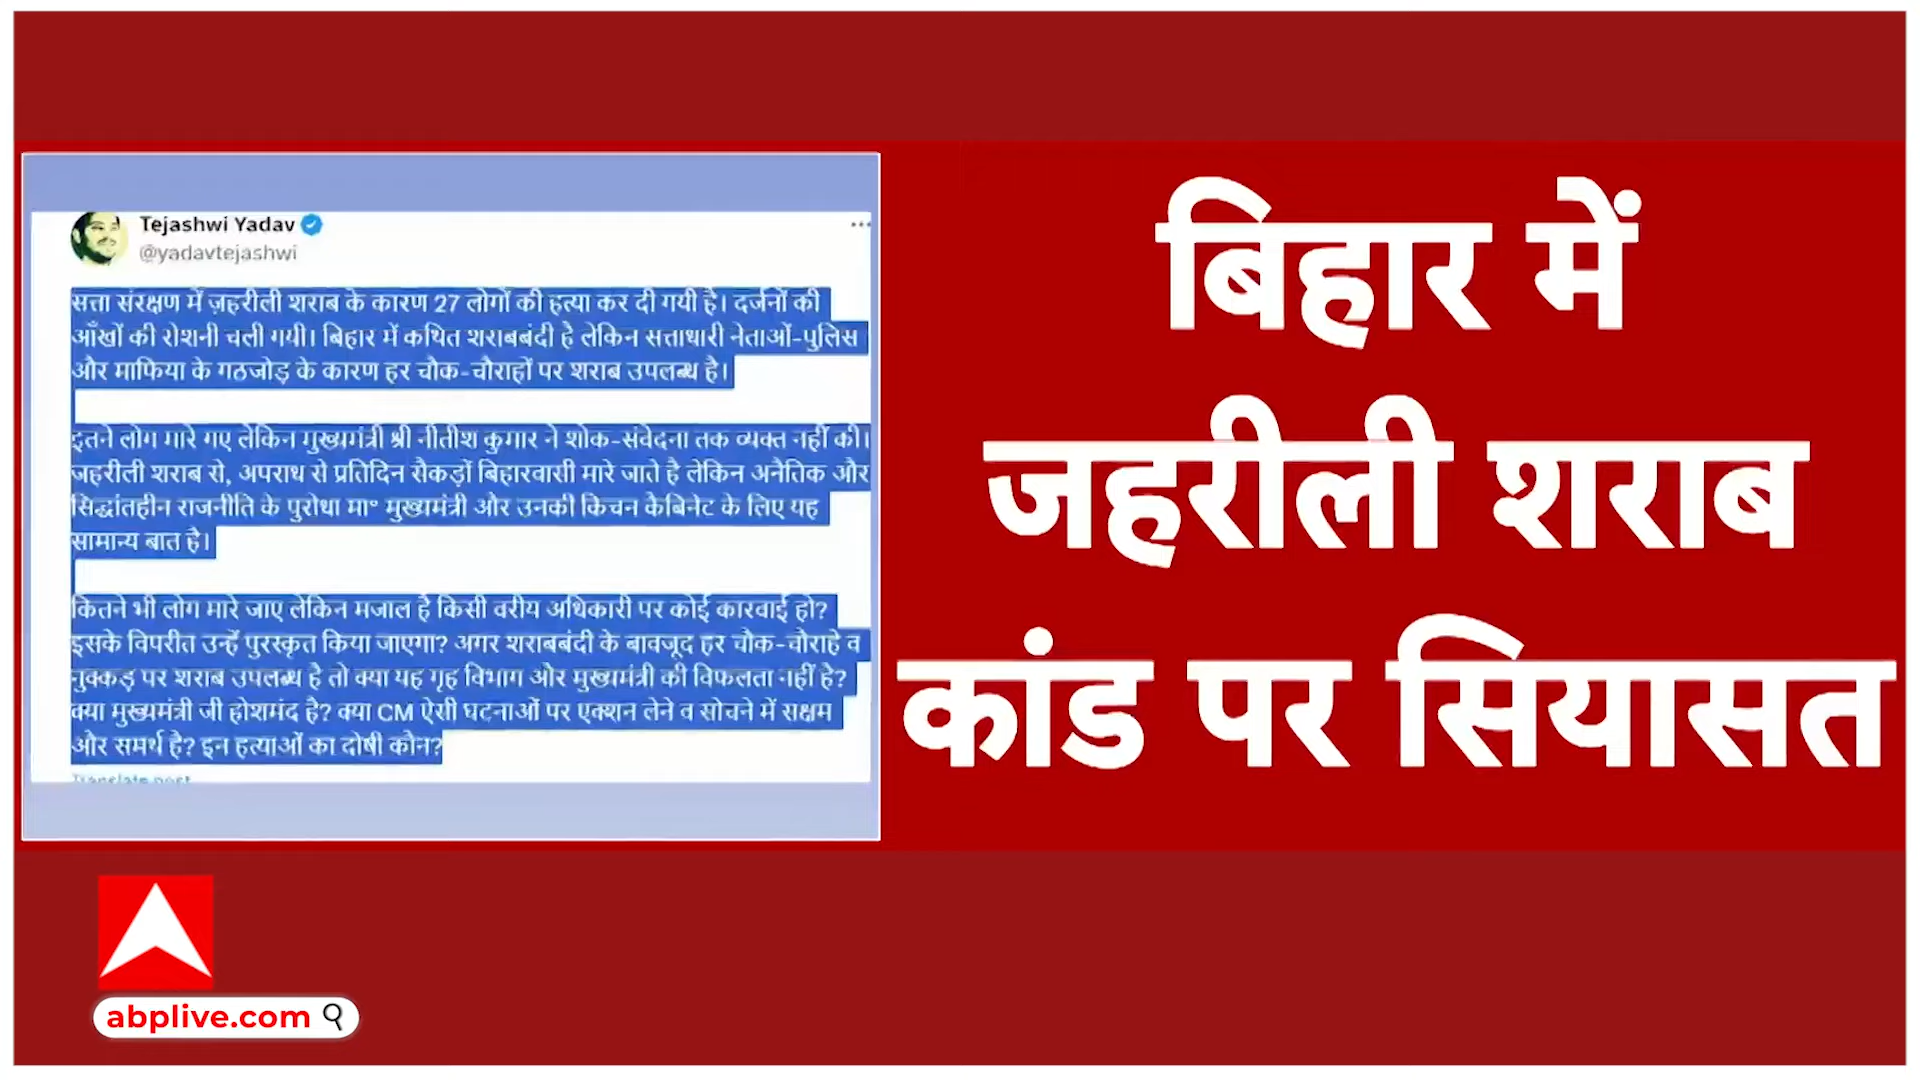 Tejashwi Yadav
@yadavtejashwi
सत्ता संरक्षण में ज़हरीली शराब के कारण 27 लोगों की हत्या कर दी गयी है। दर्जनों की
आँखों की रोशनी चली गयी। बिहार में कथित शराबबंदी है लेकिन सत्ताधारी नेताओं-पुलिस
और माफिया के गठजोड़ के कारण हर चौक-चौराहों पर शराब उपलब्ध है।
इतने लोग मारे गए लेकिन मुख्यमंत्री श्री नीतीश कुमार ने शोक-संवेदना तक व्यक्त नहीं की।
जहरीली शराब से, अपराध से प्रतिदिन सैकड़ों बिहारवासी मारे जाते है लेकिन अनैतिक और
सिद्धांतहीन राजनीति के पुरोधा मा॰ मुख्यमंत्री और उनकी किचन कैबिनेट के लिए यह
सामान्य बात है।
कितने भी लोग मारे जाए लेकिन मजाल है किसी वरीय अधिकारी पर कोई कारवाई हो?
इसके विपरीत उन्हें पुरस्कृत किया जाएगा? अगर शराबबंदी के बावजूद हर चौक-चौराहे व
नुक्कड़ पर शराब उपलब्ध है तो क्या यह गृह विभाग और मुख्यमंत्री की विफलता नहीं है?
क्या मुख्यमंत्री जी होशमंद है? क्या CM ऐसी घटनाओं पर एक्शन लेने व सोचने में सक्षम
और समर्थ है? इन हत्याओं का दोषी कौन?
Translate post
बिहार में
जहरीली शराब
कांड पर सियासत
abplive.com